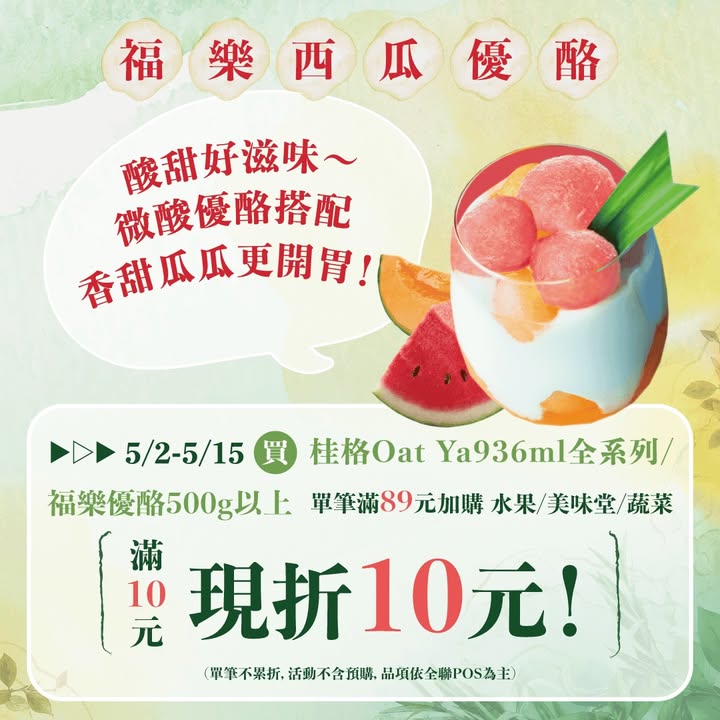 福樂西瓜優酪
酸甜好滋味～
微酸優酪搭配
香甜瓜瓜更開胃!
▶▷▶ 5/2-5/15 買 桂格Oat Ya936ml全系列/
福樂優酪500g以上 單筆滿89元加購 水果/美味堂/蔬菜
滿10元 現折10元!
(單筆不累折, 活動不含預購, 品項依全聯POS為主)